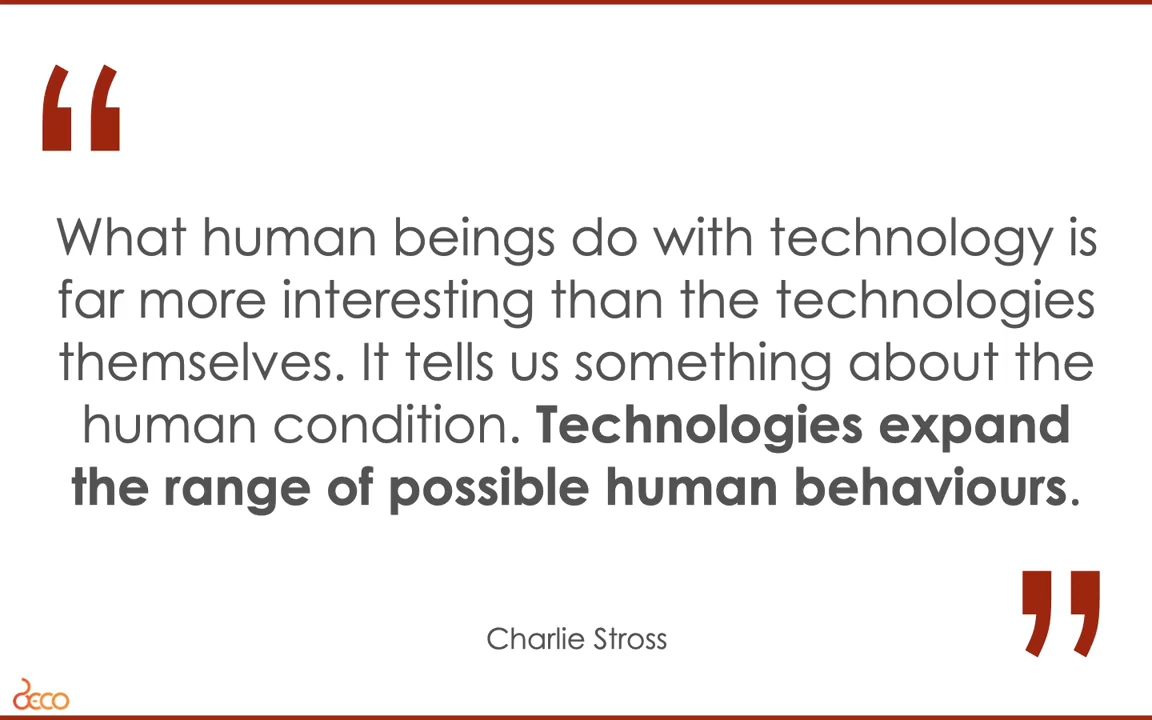 “
What human beings do with technology is
far more interesting than the technologies
themselves. It tells us something about the
human condition. Technologies expand
the range of possible human behaviours.
”
Charlie Stross
DECO